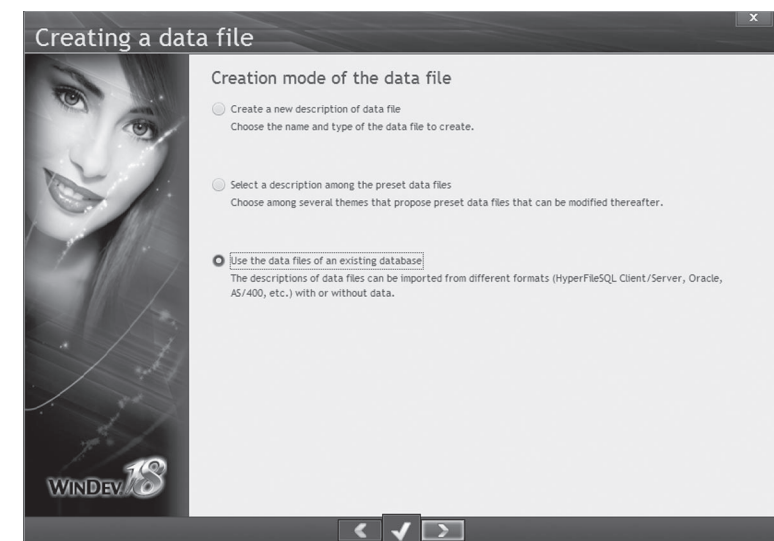 x
Creating a data file
Creation mode of the data file
Create a new description of data file
Choose the name and type of the data file to create.
Select a description among the preset data files
Choose among several themes that propose preset data files that can be modified thereafter.
Use the data files of an existing database
The descriptions of data files can be imported from different formats (HyperFileSQL Client/Server, Oracle,
AS/400, etc.) with or without data.
WINDEV 18